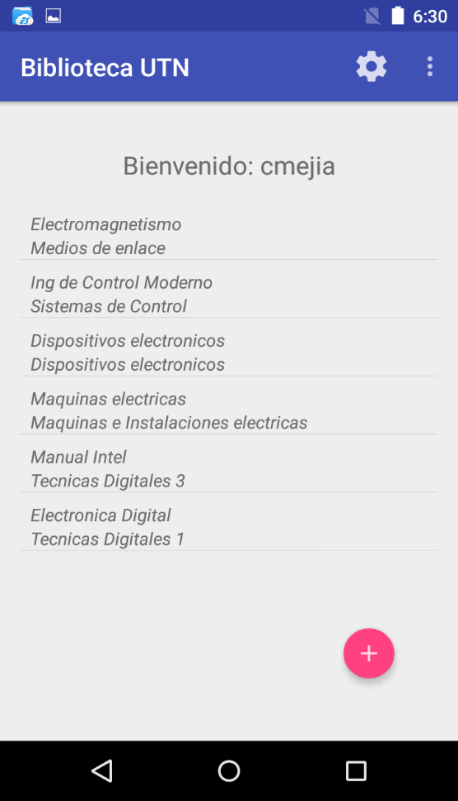 6:30
Biblioteca UTN
Bienvenido: cmejia
Electromagnetismo
Medios de enlace
Ing de Control Moderno
Sistemas de Control
Dispositivos electronicos
Dispositivos electronicos
Maquinas electricas
Maquinas e Instalaciones electricas
Manual Intel
Tecnicas Digitales 3
Electronica Digital
Tecnicas Digitales 1
+